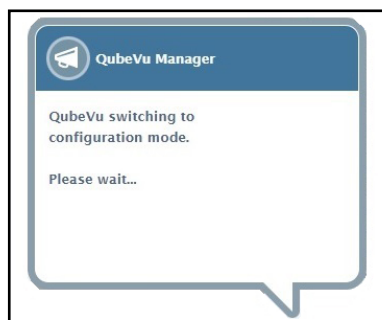 QubeVu Manager
QubeVu switching to
configuration mode.
Please wait...